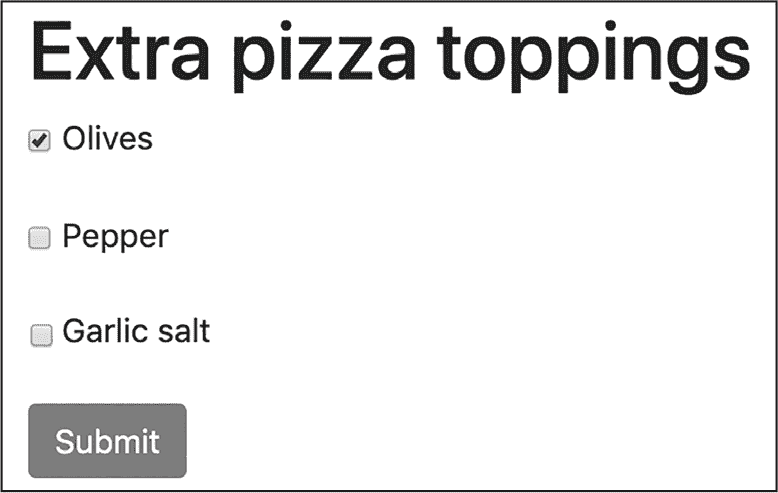 Extra pizza toppings
Olives
Pepper
Garlic salt
Submit